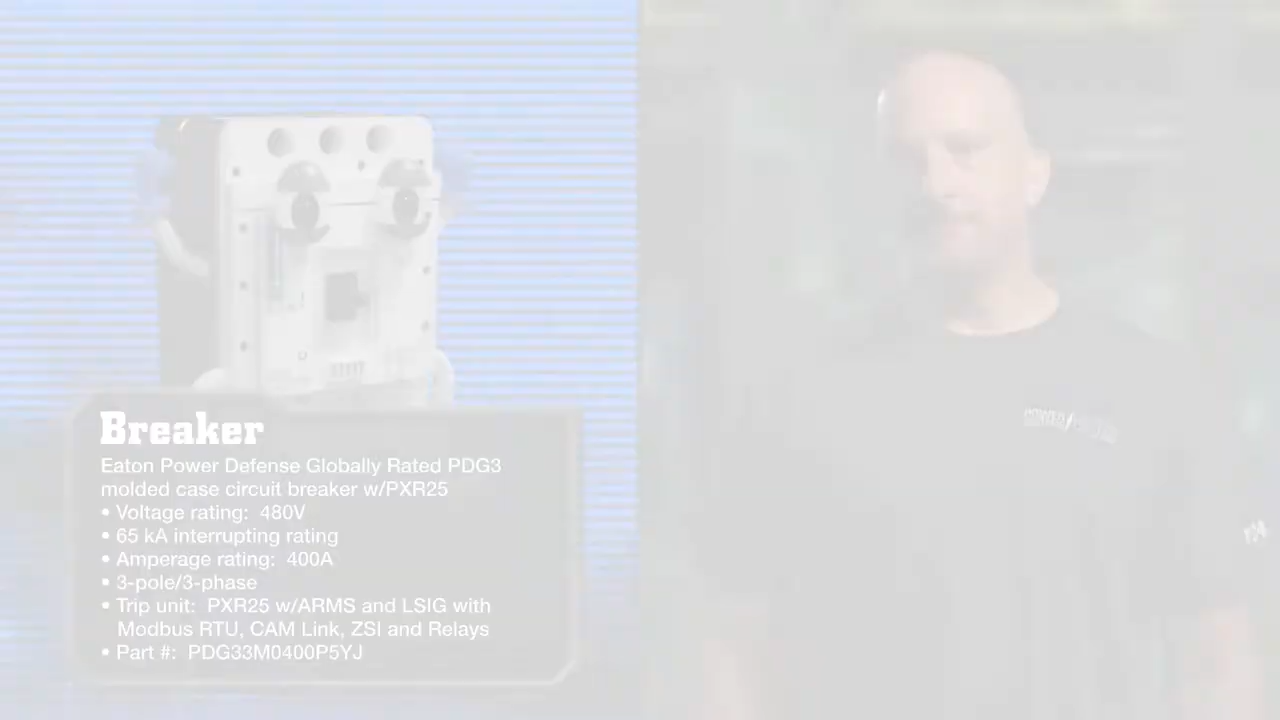 Breaker
Eaton Power Defense Globally Rated PDG3
molded case circuit breaker w/PXR25
• Voltage rating: 480V
• 65 kA interrupting rating
• Amperage rating: 400A
• 3-pole/3-phase
• Trip unit: PXR25 w/ARMS and LSIG with
Modbus RTU, CAM Link, ZSI and Relays
• Part #: PDG33M0400P5YJ